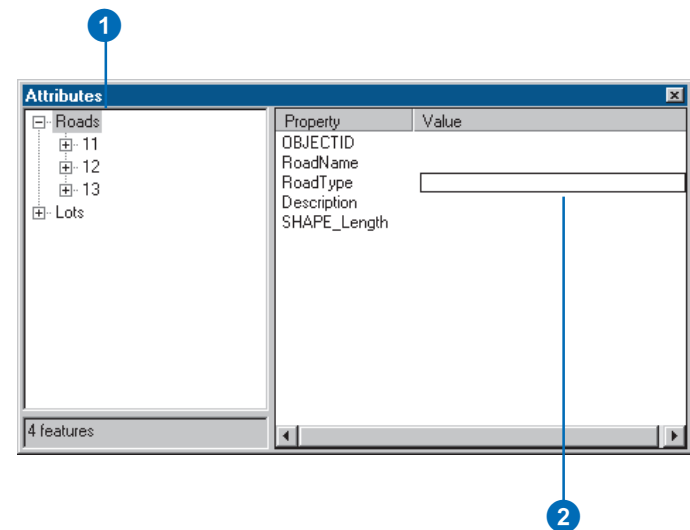 1
Attributes
Roads
11
12
13
Lots
4 features
Property Value
OBJECTID
RoadName
RoadType
Description
SHAPE_Length
2